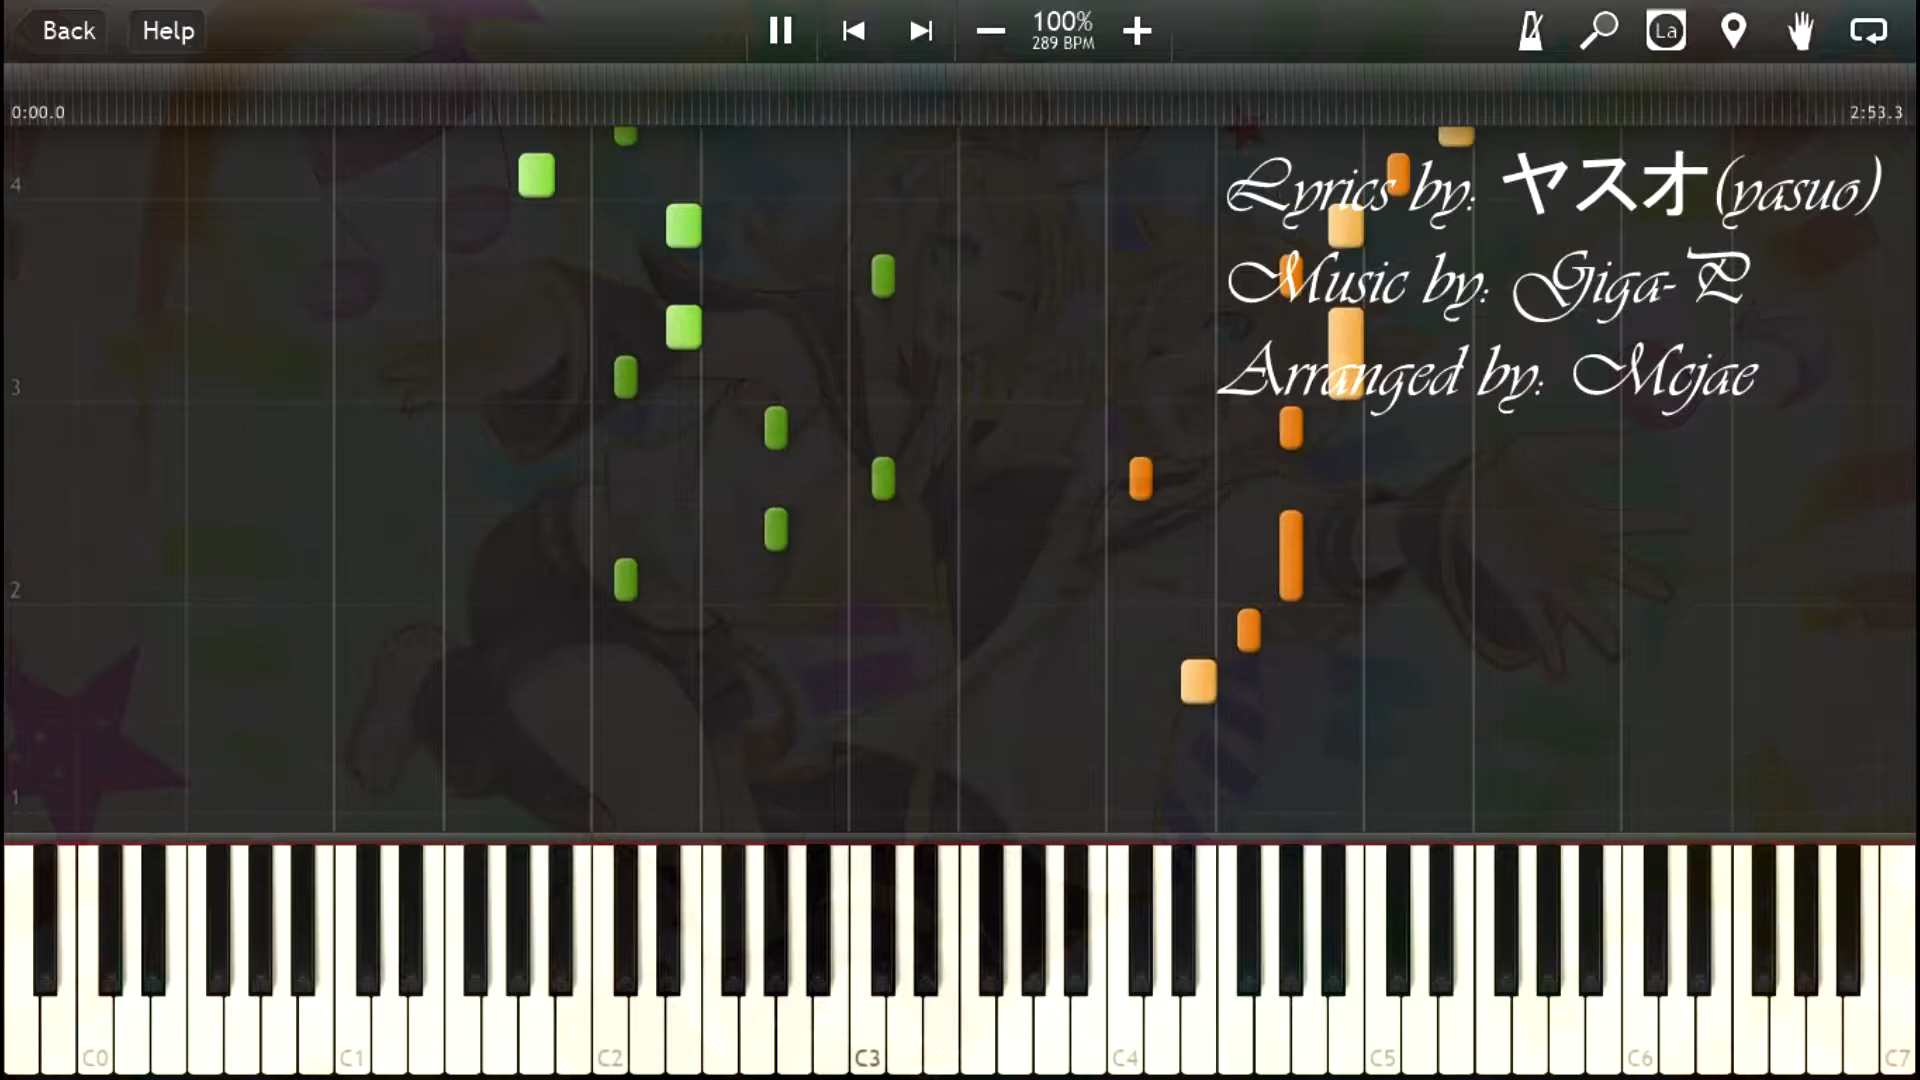 Back
Help
100%
289 BPM
La
0:00.0
2:53.3
Lyrics by: ヤスオ(yasuo)
Music by: Giga-P
Arranged by: Mcjae
4
3
2
1
C0
C1
C2
C3
C4
C5
C6
C7